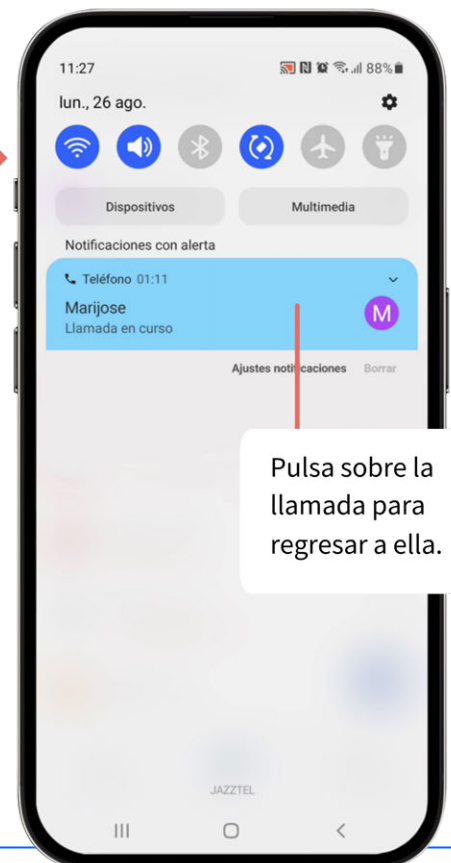 11:27 88%
lun., 26 ago.
Dispositivos Multimedia
Notificaciones con alerta
Teléfono 01:11
Marijose M
Llamada en curso
Ajustes notificaciones Borrar
Pulsa sobre la
llamada para
regresar a ella.
JAZZTEL